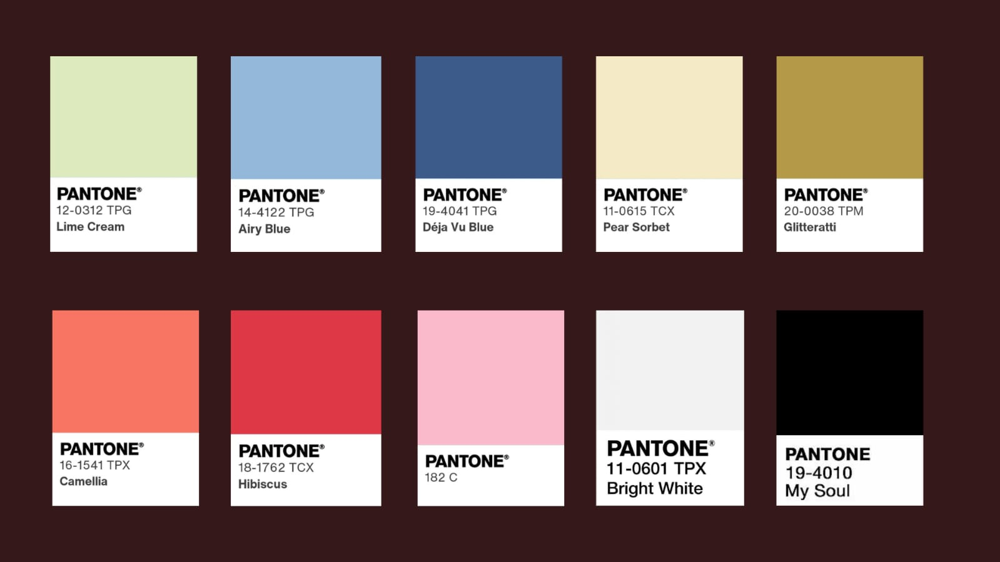 PANTONE®
12-0312 TPG
Lime Cream
PANTONE®
14-4122 TPG
Airy Blue
PANTONE®
19-4041 TPG
Déja Vu Blue
PANTONE®
11-0615 TCX
Pear Sorbet
PANTONE®
20-0038 TPM
Glitteratti
PANTONE®
16-1541 TPX
Camellia
PANTONE®
18-1762 TCX
Hibiscus
PANTONE®
182 C
PANTONE®
11-0601 TPX
Bright White
PANTONE
19-4010
My Soul